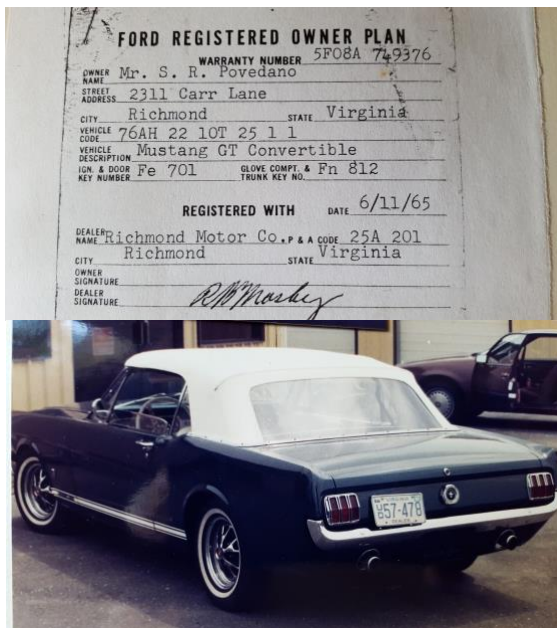 FORD REGISTERED OWNER PLAN
WARRANTY NUMBER 5F08A 749376
OWNER NAME Mr. S. R. Povedano
STREET ADDRESS 2311 Carr Lane
CITY Richmond STATE Virginia
VEHICLE CODE 76AH 22 10T 25 1 1
VEHICLE DESCRIPTION Mustang GT Convertible
IGN. & DOOR KEY NUMBER Fe 701 GLOVE COMPT. & TRUNK KEY NO. Fn 812
REGISTERED WITH DATE 6/11/65
DEALER NAME Richmond Motor Co. P & A CODE 25A 201
CITY Richmond STATE Virginia
OWNER SIGNATURE
DEALER SIGNATURE RB Mosby
57-478